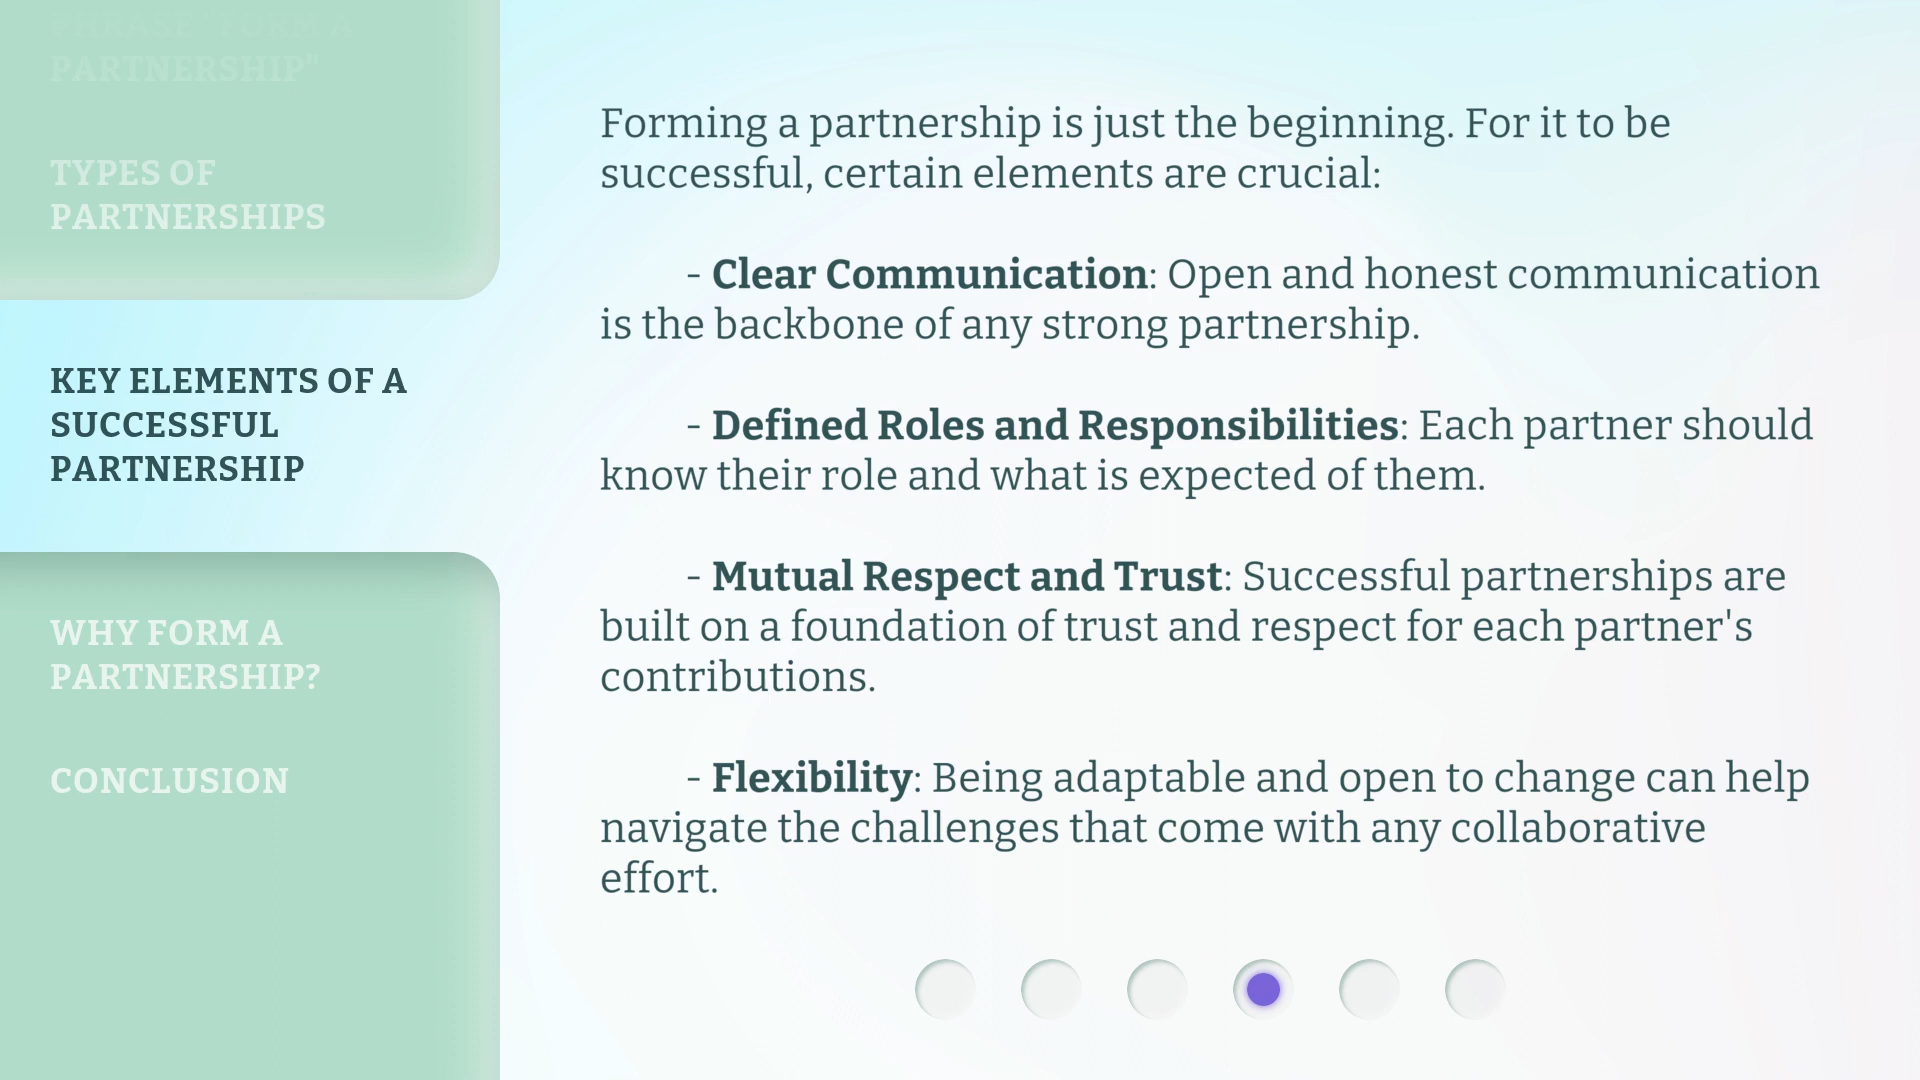 PHRASE "FORM A
PARTNERSHIP"
TYPES OF
PARTNERSHIPS
KEY ELEMENTS OF A
SUCCESSFUL
PARTNERSHIP
WHY FORM A
PARTNERSHIP?
CONCLUSION
Forming a partnership is just the beginning. For it to be
successful, certain elements are crucial:
- Clear Communication: Open and honest communication
is the backbone of any strong partnership.
- Defined Roles and Responsibilities: Each partner should
know their role and what is expected of them.
- Mutual Respect and Trust: Successful partnerships are
built on a foundation of trust and respect for each partner's
contributions.
- Flexibility: Being adaptable and open to change can help
navigate the challenges that come with any collaborative
effort.